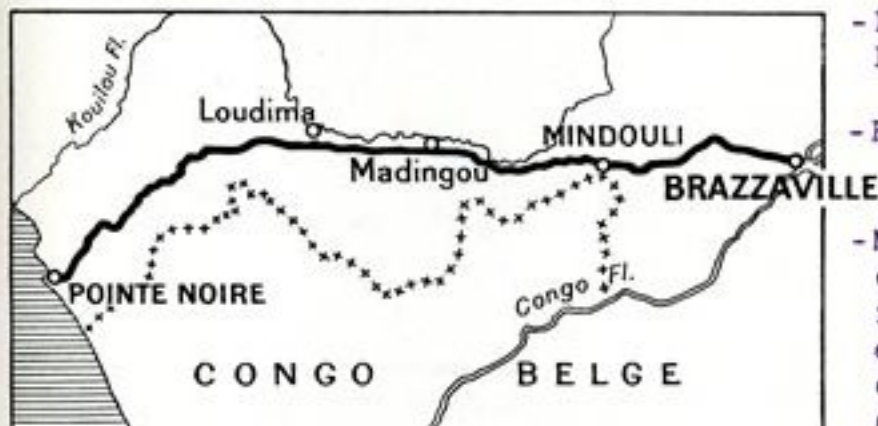 Kouilou Fl.
Loudima
Madingou
MINDOULI
BRAZZAVILLE
POINTE NOIRE
Congo Fl.
CONGO BELGE